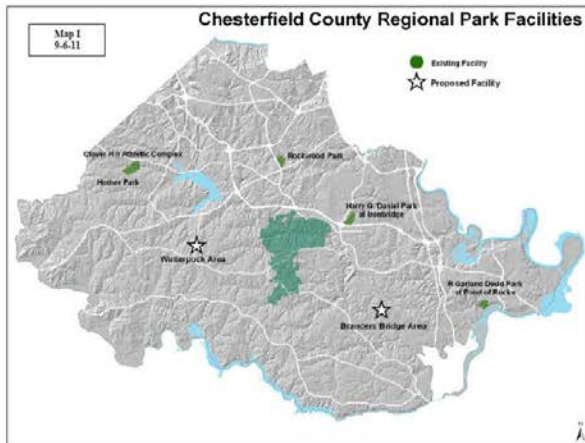 Chesterfield County Regional Park Facilities
Map I
9-6-11
Existing Facility
Proposed Facility
Clover Hill Athletic Complex
Horner Park
Rockwood Park
Harry G. Daniel Park
at Ironbridge
Winterpock Area
R Garland Dodd Park
at Point of Rocks
Branders Bridge Area
N